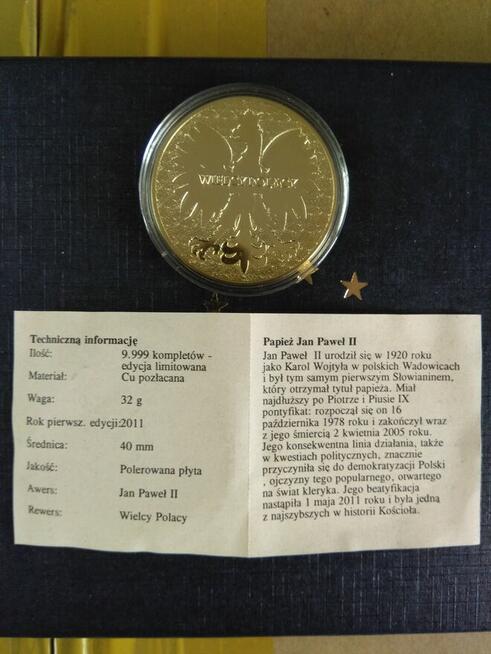 WIELCY POLACY
Techniczną informację
Ilość: 9.999 kompletów -
edycja limitowana
Materiał: Cu pozłacana
Waga: 32 g
Rok pierwsz. edycji:2011
Średnica: 40 mm
Jakość: Polerowana płyta
Awers: Jan Paweł II
Rewers: Wielcy Polacy
Papież Jan Paweł II
Jan Paweł II urodził się w 1920 roku
jako Karol Wojtyła w polskich Wadowicach
i był tym samym pierwszym Słowianinem,
który otrzymał tytuł papieża. Miał
najdłuższy po Piotrze i Piusie IX
pontyfikat: rozpoczął się on 16
października 1978 roku i zakończył wraz
z jego śmiercią 2 kwietnia 2005 roku.
Jego konsekwentna linia działania, także
w kwestiach politycznych, znacznie
przyczyniła się do demokratyzacji Polski
, ojczyzny tego popularnego, otwartego
na świat kleryka. Jego beatyfikacja
nastąpiła 1 maja 2011 roku i była jedną
z najszybszych w historii Kościoła.